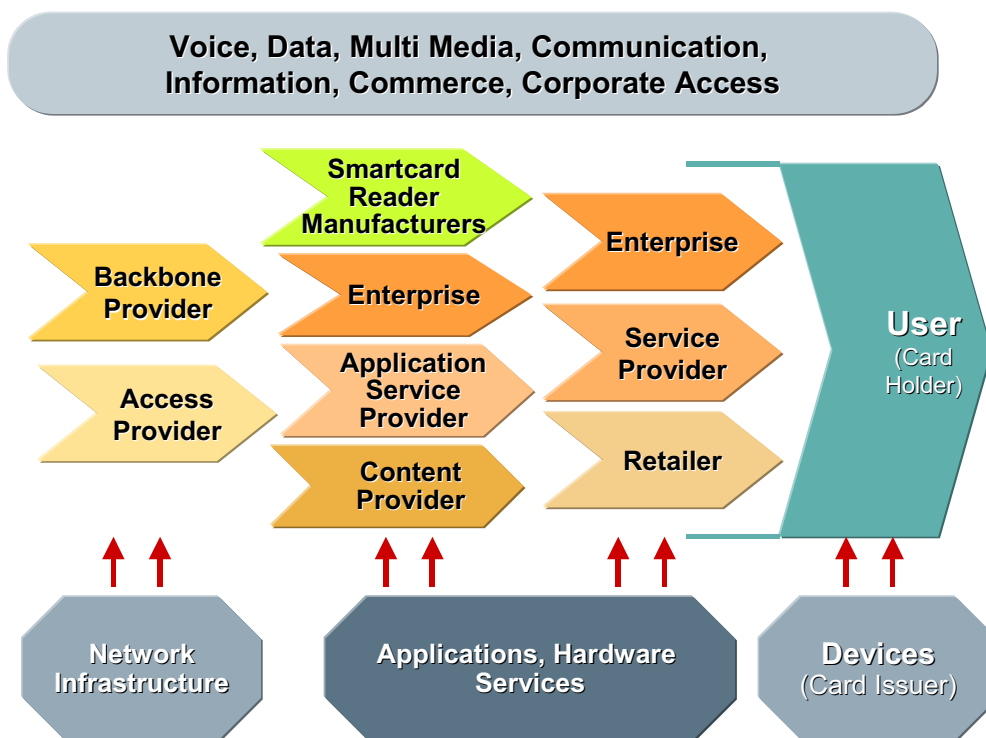 Voice, Data, Multi Media, Communication,
Information, Commerce, Corporate Access
Smartcard
Reader
Manufacturers
Enterprise
Backbone
Provider
Enterprise
User
(Card
Holder)
Service
Provider
Application
Service
Provider
Access
Provider
Retailer
Content
Provider
Network
Infrastructure
Applications, Hardware
Services
Devices
(Card Issuer)